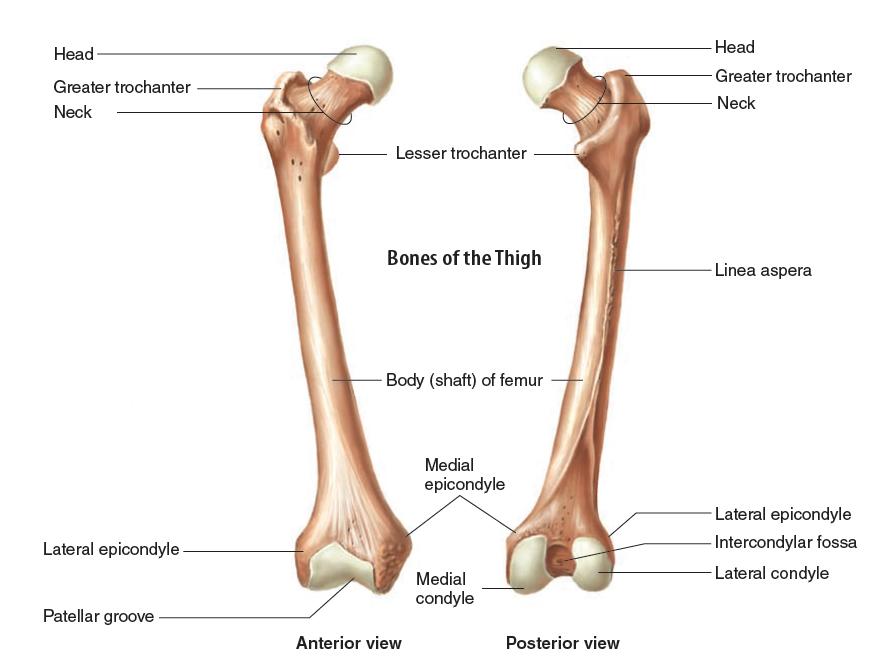 Head
Greater trochanter
Neck
Head
Greater trochanter
Neck
Lesser trochanter
Bones of the Thigh
Linea aspera
Body (shaft) of femur
Medial
epicondyle
Lateral epicondyle
Intercondylar fossa
Lateral condyle
Lateral epicondyle
Medial
condyle
Patellar groove
Anterior view
Posterior view